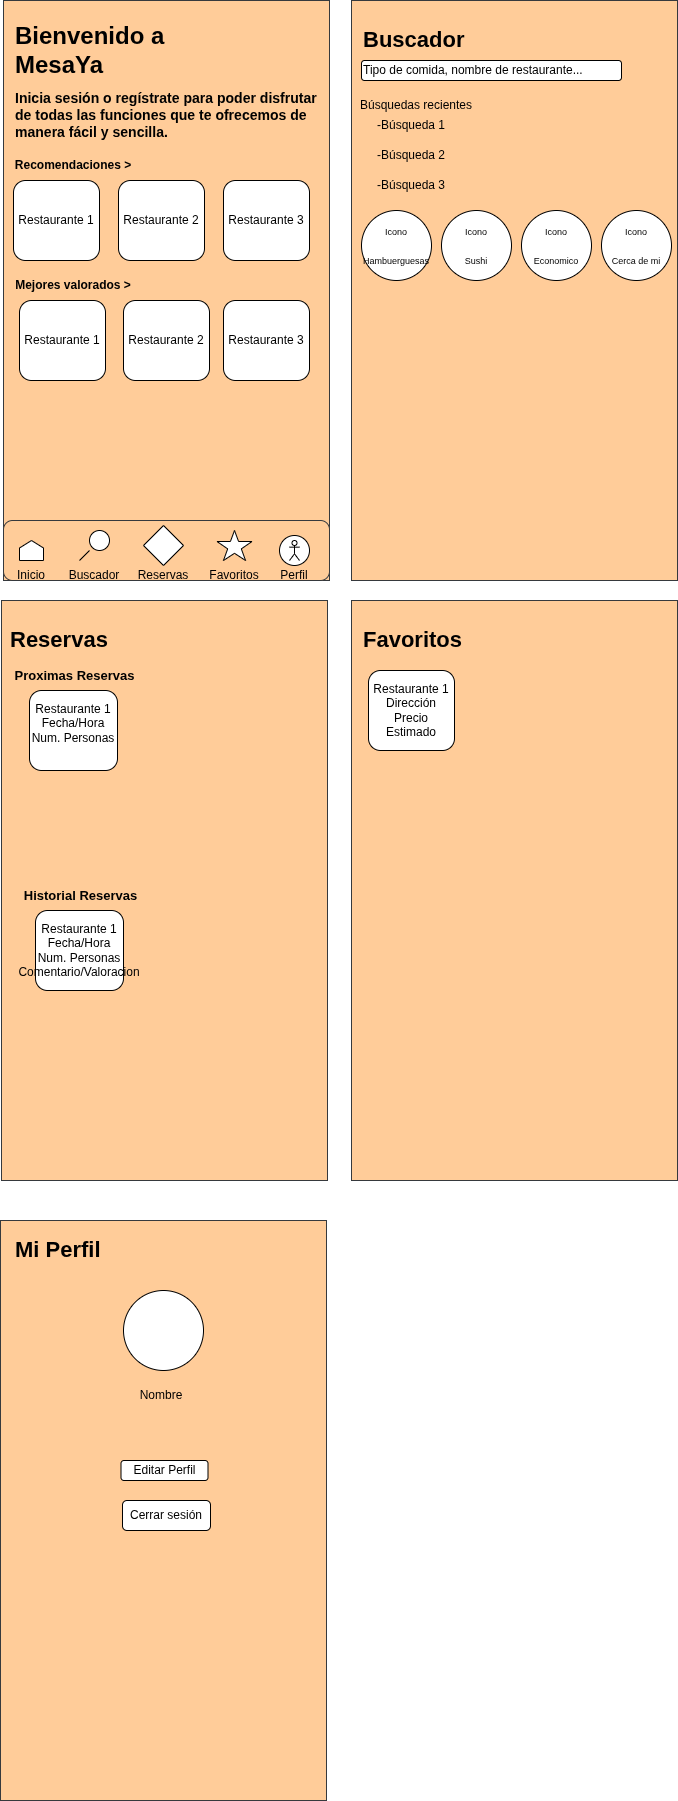 Bienvenido a
MesaYa
Inicia sesión o regístrate para poder disfrutar
de todas las funciones que te ofrecemos de
manera fácil y sencilla.
Recomendaciones >
Restaurante 1
Restaurante 2
Restaurante 3
Mejores valorados >
Restaurante 1
Restaurante 2
Restaurante 3
Inicio
Buscador
Reservas
Favoritos
Perfil
Buscador
Tipo de comida, nombre de restaurante...
Búsquedas recientes
-Búsqueda 1
-Búsqueda 2
-Búsqueda 3
Icono
Hambuerguesas
Icono
Sushi
Icono
Economico
Icono
Cerca de mi
Reservas
Proximas Reservas
Restaurante 1
Fecha/Hora
Num. Personas
Historial Reservas
Restaurante 1
Fecha/Hora
Num. Personas
Comentario/Valoracion
Favoritos
Restaurante 1
Dirección
Precio
Estimado
Mi Perfil
Nombre
Editar Perfil
Cerrar sesión